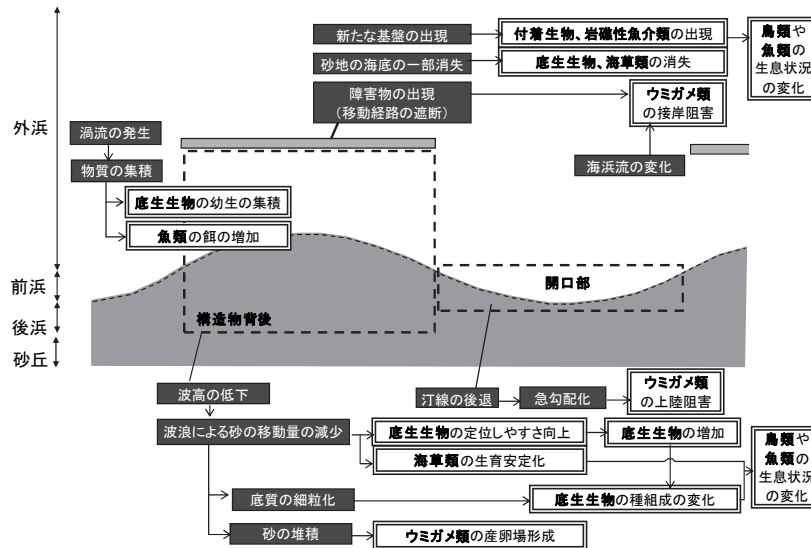 新たな基盤の出現
付着生物、岩礁性魚介類の出現
鳥類や
魚類の
生息状況
の変化
砂地の海底の一部消失
底生生物、海草類の消失
障害物の出現
(移動経路の遮断)
ウミガメ類
の接岸阻害
外浜
渦流の発生
物質の集積
海浜流の変化
底生生物の幼生の集積
魚類の餌の増加
前浜
開口部
後浜
構造物背後
砂丘
波高の低下
汀線の後退
急勾配化
ウミガメ類
の上陸阻害
波浪による砂の移動量の減少
底生生物の定位しやすさ向上
底生生物の増加
鳥類や
魚類の
生息状況
の変化
海草類の生育安定化
底質の細粒化
底生生物の種組成の変化
砂の堆積
ウミガメ類の産卵場形成